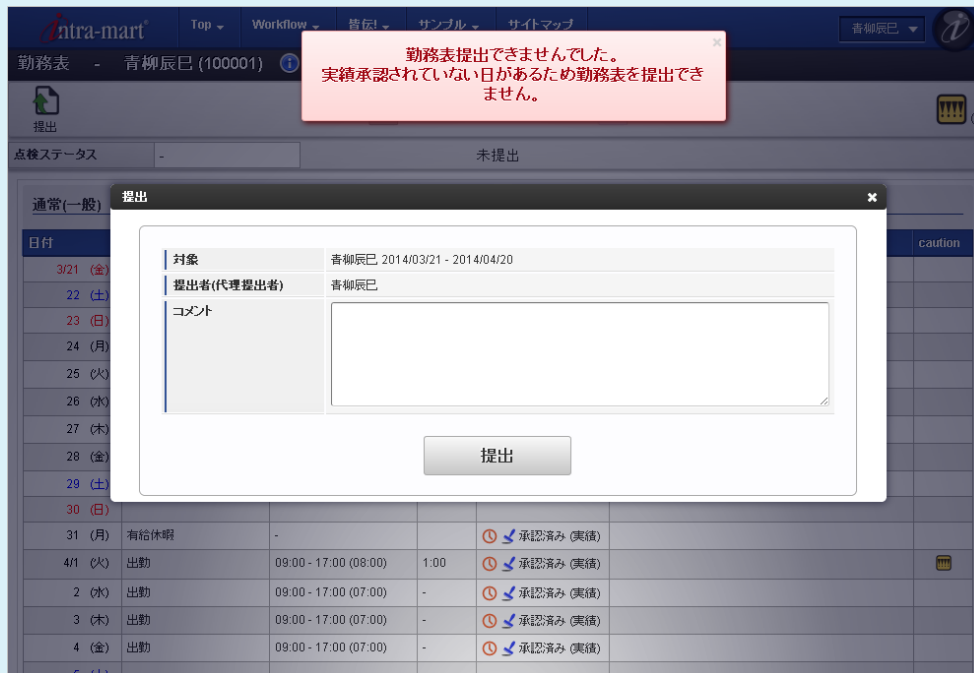 intra-mart Top Workflow 皆伝! サンプル サイトマップ 青柳辰巳
勤務表 - 青柳辰巳 (100001)
勤務表提出できませんでした。
実績承認されていない日があるため勤務表を提出でき
ません。
提出
点検ステータス - 未提出
通常(一般)
提出
日付 caution
対象 青柳辰巳 2014/03/21 - 2014/04/20
提出者(代理提出者) 青柳辰巳
コメント
提出
3/21 (金)
22 (土)
23 (日)
24 (月)
25 (火)
26 (水)
27 (木)
28 (金)
29 (土)
30 (日)
31 (月) 有給休暇 - 承認済み (実績)
4/1 (火) 出勤 09:00 - 17:00 (08:00) 1:00 承認済み (実績)
2 (水) 出勤 09:00 - 17:00 (07:00) - 承認済み (実績)
3 (木) 出勤 09:00 - 17:00 (07:00) - 承認済み (実績)
4 (金) 出勤 09:00 - 17:00 (07:00) - 承認済み (実績)